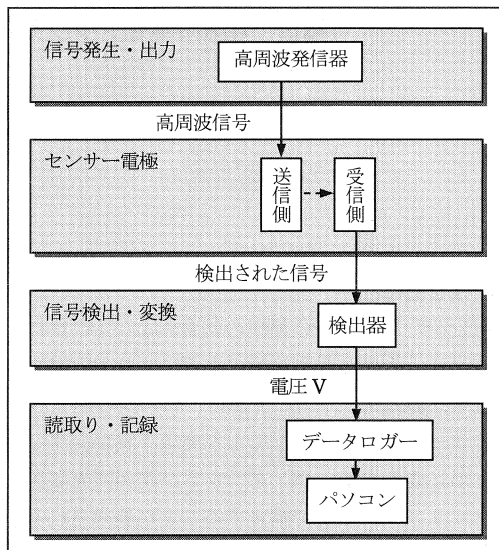 信号発生・出力
高周波発信器
高周波信号
センサー電極
送信側
受信側
検出された信号
信号検出・変換
検出器
電圧 V
読取り・記録
データロガー
パソコン